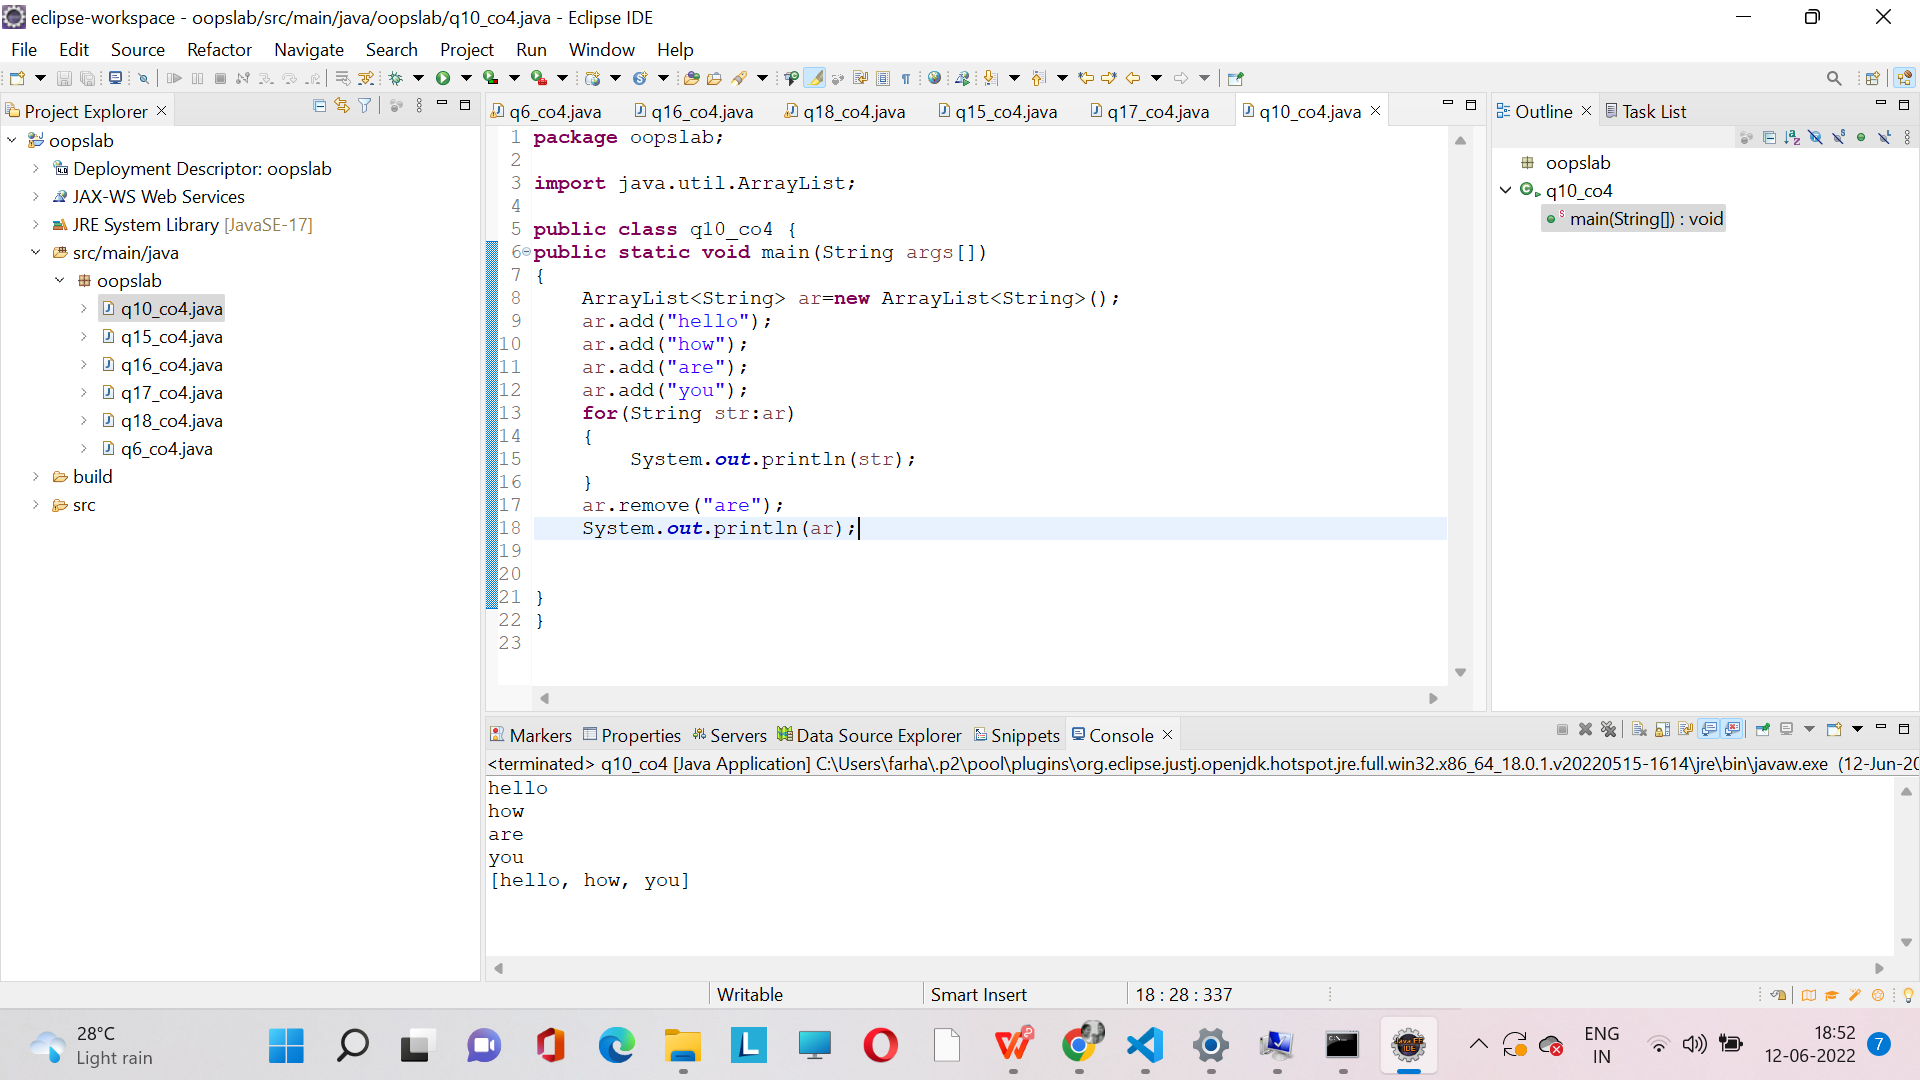 eclipse-workspace - oopslab/src/main/java/oopslab/q10_co4.java - Eclipse IDE
File Edit Source Refactor Navigate Search Project Run Window Help
Project Explorer
oopslab
Deployment Descriptor: oopslab
JAX-WS Web Services
JRE System Library [JavaSE-17]
src/main/java
oopslab
q10_co4.java
q15_co4.java
q16_co4.java
q17_co4.java
q18_co4.java
q6_co4.java
build
src
q6_co4.java q16_co4.java q18_co4.java q15_co4.java q17_co4.java q10_co4.java
1 package oopslab;
2
3 import java.util.ArrayList;
4
5 public class q10_co4 {
6 public static void main(String args[])
7 {
8 ArrayList<String> ar=new ArrayList<String>();
9 ar.add("hello");
10 ar.add("how");
11 ar.add("are");
12 ar.add("you");
13 for(String str:ar)
14 {
15 System.out.println(str);
16 }
17 ar.remove("are");
18 System.out.println(ar);
19
20
21 }
22 }
23
Outline Task List
oopslab
q10_co4
main(String[]) : void
Markers Properties Servers Data Source Explorer Snippets Console
<terminated> q10_co4 [Java Application] C:\Users\farha\.p2\pool\plugins\org.eclipse.justj.openjdk.hotspot.jre.full.win32.x86_64_18.0.1.v20220515-1614\jre\bin\javaw.exe (12-Jun-20
hello
how
are
you
[hello, how, you]
Writable Smart Insert 18 : 28 : 337
28°C
Light rain
ENG
IN
18:52
12-06-2022
7